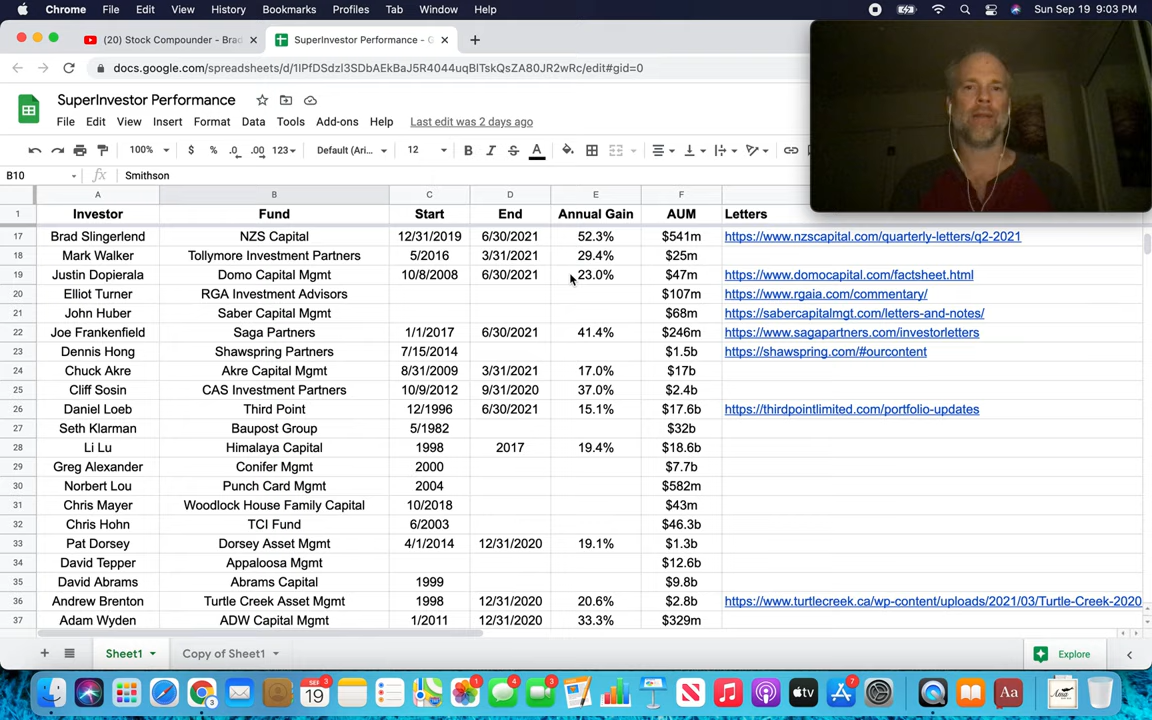 Chrome File Edit View History Bookmarks Profiles Tab Window Help Sun Sep 19 9:03 PM
(20) Stock Compounder - Brad SuperInvestor Performance - G
docs.google.com/spreadsheets/d/1IPfDSdzl3SDbAEkBaJ5R4044uqBITskQsZA80JR2wRc/edit#gid=0
SuperInvestor Performance
File Edit View Insert Format Data Tools Add-ons Help Last edit was 2 days ago
100% $ % .0 .00 123 Default (Ari... 12 B I S A
B10 fx Smithson
A B C D E F
1 Investor Fund Start End Annual Gain AUM Letters
17 Brad Slingerlend NZS Capital 12/31/2019 6/30/2021 52.3% $541m https://www.nzscapital.com/quarterly-letters/q2-2021
18 Mark Walker Tollymore Investment Partners 5/2016 3/31/2021 29.4% $25m
19 Justin Dopierala Domo Capital Mgmt 10/8/2008 6/30/2021 23.0% $47m https://www.domocapital.com/factsheet.html
20 Elliot Turner RGA Investment Advisors $107m https://www.rgaia.com/commentary/
21 John Huber Saber Capital Mgmt $68m https://sabercapitalmgt.com/letters-and-notes/
22 Joe Frankenfield Saga Partners 1/1/2017 6/30/2021 41.4% $246m https://www.sagapartners.com/investorletters
23 Dennis Hong Shawspring Partners 7/15/2014 $1.5b https://shawspring.com/#ourcontent
24 Chuck Akre Akre Capital Mgmt 8/31/2009 3/31/2021 17.0% $17b
25 Cliff Sosin CAS Investment Partners 10/9/2012 9/31/2020 37.0% $2.4b
26 Daniel Loeb Third Point 12/1996 6/30/2021 15.1% $17.6b https://thirdpointlimited.com/portfolio-updates
27 Seth Klarman Baupost Group 5/1982 $32b
28 Li Lu Himalaya Capital 1998 2017 19.4% $18.6b
29 Greg Alexander Conifer Mgmt 2000 $7.7b
30 Norbert Lou Punch Card Mgmt 2004 $582m
31 Chris Mayer Woodlock House Family Capital 10/2018 $43m
32 Chris Hohn TCI Fund 6/2003 $46.3b
33 Pat Dorsey Dorsey Asset Mgmt 4/1/2014 12/31/2020 19.1% $1.3b
34 David Tepper Appaloosa Mgmt $12.6b
35 David Abrams Abrams Capital 1999 $9.8b
36 Andrew Brenton Turtle Creek Asset Mgmt 1998 12/31/2020 20.6% $2.8b https://www.turtlecreek.ca/wp-content/uploads/2021/03/Turtle-Creek-2020
37 Adam Wyden ADW Capital Mgmt 1/2011 12/31/2020 33.3% $329m
Sheet1 Copy of Sheet1 Explore
3 SEP 19 1 4 3 7 tv Aa